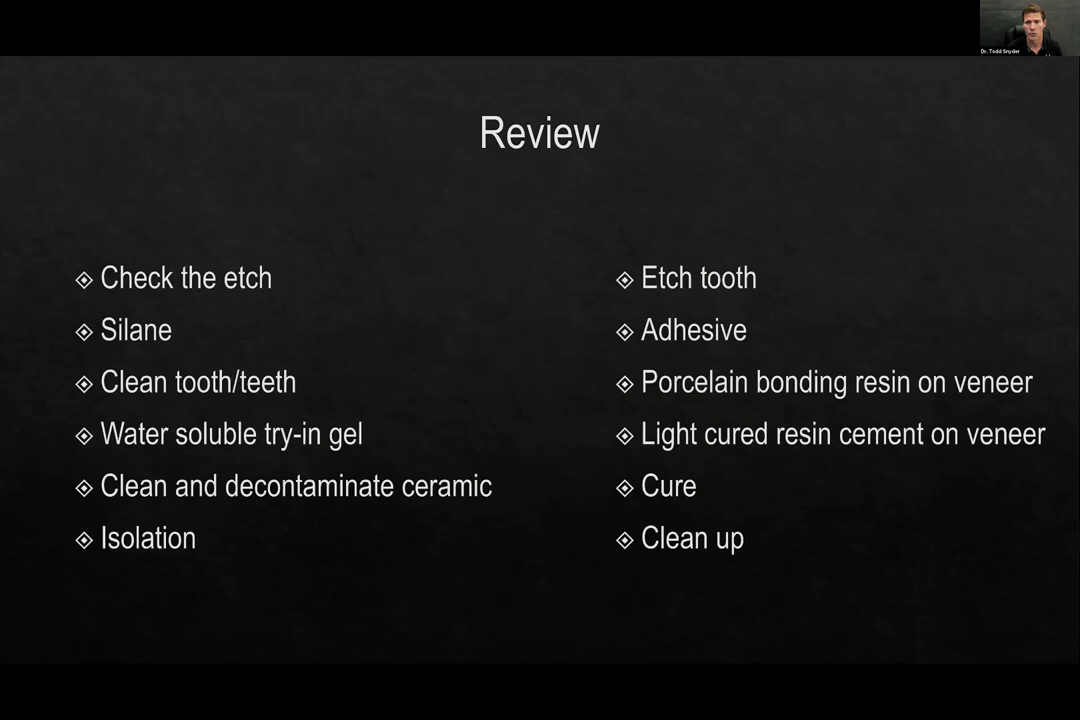 Dr. Todd Snyder
Review
Check the etch
Silane
Clean tooth/teeth
Water soluble try-in gel
Clean and decontaminate ceramic
Isolation
Etch tooth
Adhesive
Porcelain bonding resin on veneer
Light cured resin cement on veneer
Cure
Clean up